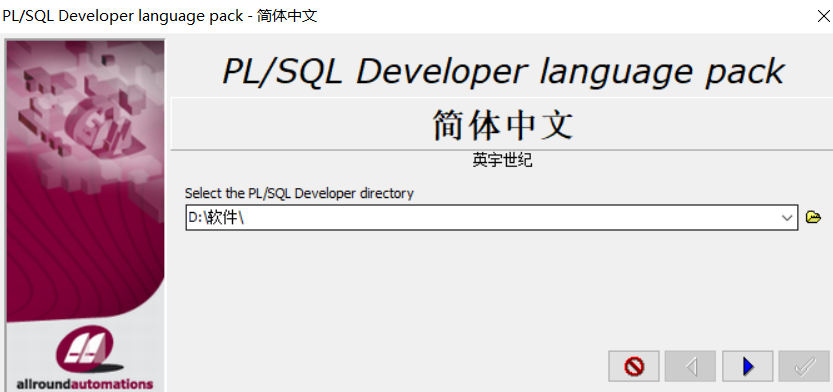 PL/SQL Developer language pack - 简体中文
PL/SQL Developer language pack
简体中文
英宇世纪
Select the PL/SQL Developer directory
D:\软件\
allroundautomations